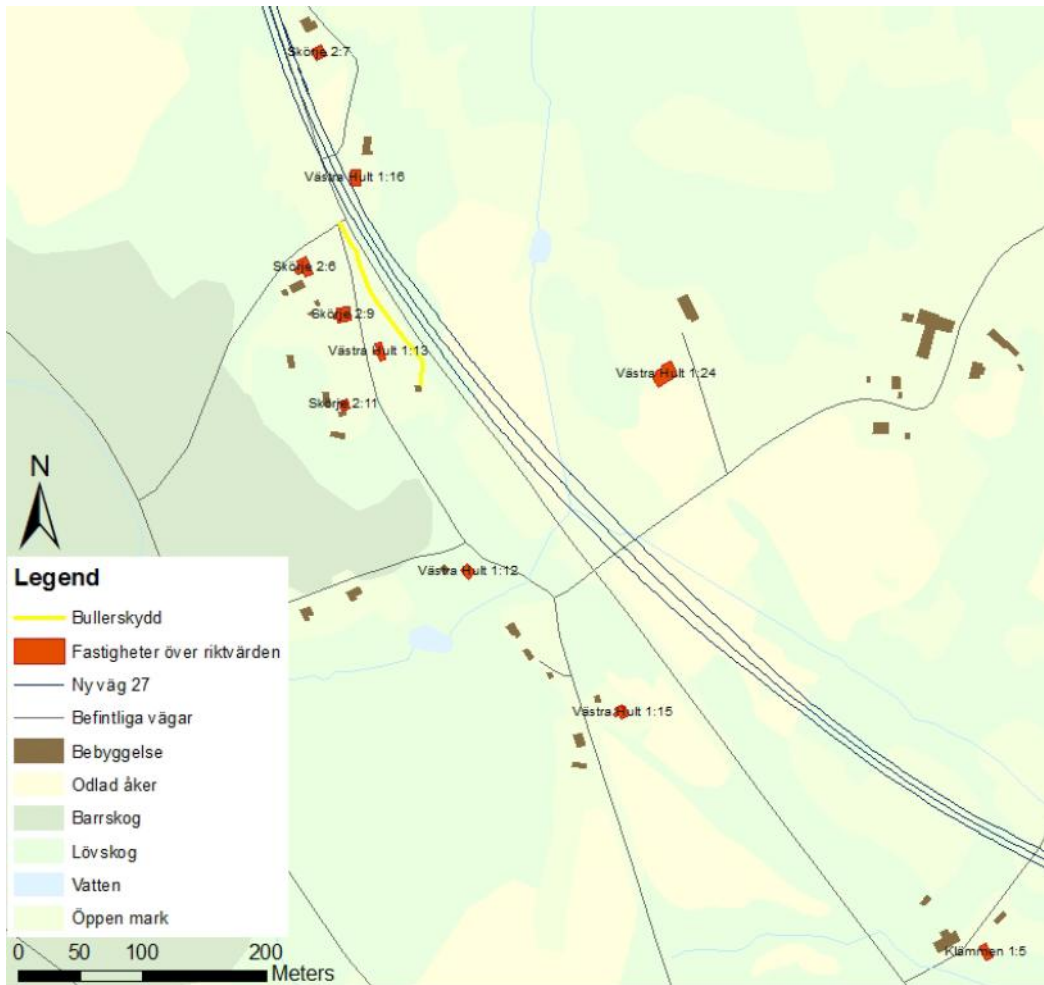 Skörje 2:7
Västra Hult 1:16
Skörje 2:6
Skörje 2:9
Västra Hult 1:13
Västra Hult 1:24
Skörje 2:11
N
Västra Hult 1:12
Västra Hult 1:15
Klämmen 1:5
Legend
Bullerskydd
Fastigheter över riktvärden
Ny väg 27
Befintliga vägar
Bebyggelse
Odlad åker
Barrskog
Lövskog
Vatten
Öppen mark
0 50 100 200
Meters